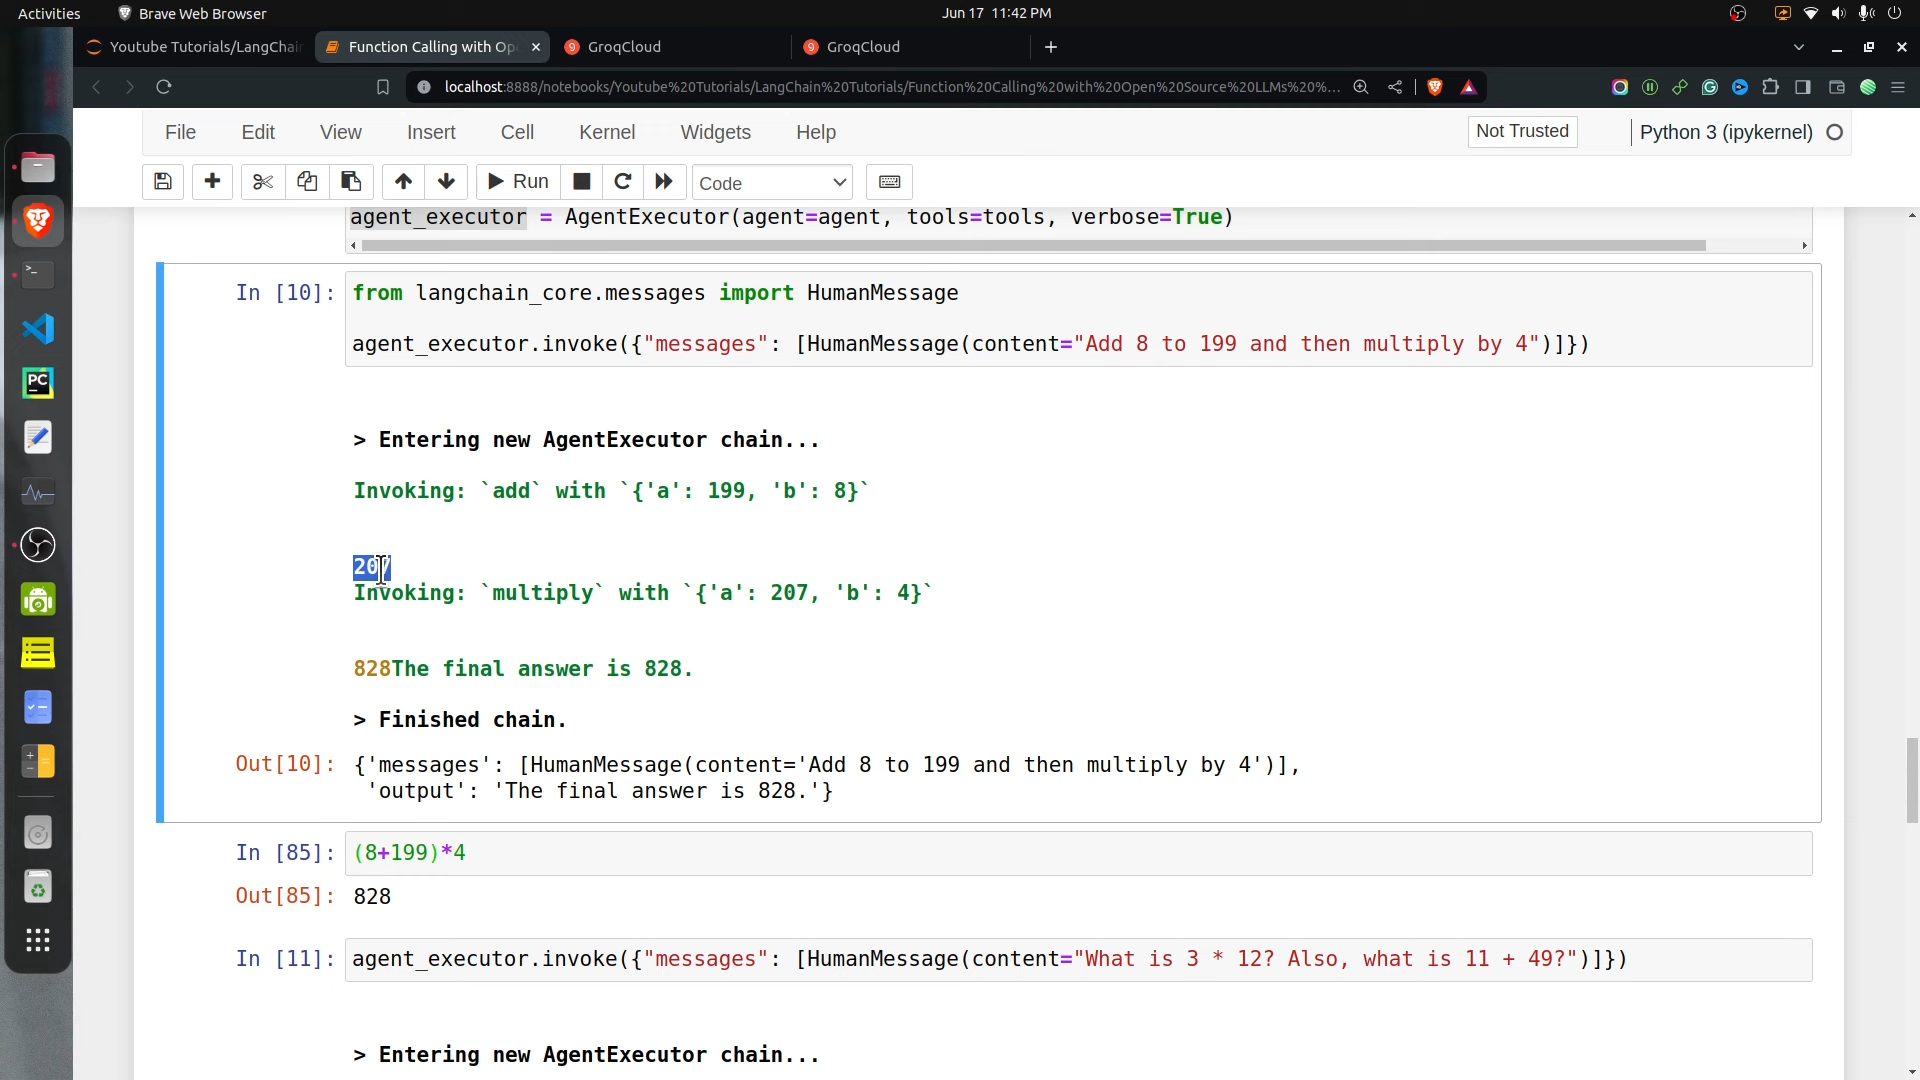 Activities Brave Web Browser Jun 17 11:42 PM
Youtube Tutorials/LangChain Function Calling with Op GroqCloud GroqCloud
localhost:8888/notebooks/Youtube%20Tutorials/LangChain%20Tutorials/Function%20Calling%20with%20Open%20Source%20LLMs%20%...
File Edit View Insert Cell Kernel Widgets Help Not Trusted Python 3 (ipykernel)
Run Code
agent_executor = AgentExecutor(agent=agent, tools=tools, verbose=True)
In [10]: from langchain_core.messages import HumanMessage
agent_executor.invoke({"messages": [HumanMessage(content="Add 8 to 199 and then multiply by 4")]})
> Entering new AgentExecutor chain...
Invoking: `add` with `{'a': 199, 'b': 8}`
207
Invoking: `multiply` with `{'a': 207, 'b': 4}`
828The final answer is 828.
> Finished chain.
Out[10]: {'messages': [HumanMessage(content='Add 8 to 199 and then multiply by 4')],
'output': 'The final answer is 828.'}
In [85]: (8+199)*4
Out[85]: 828
In [11]: agent_executor.invoke({"messages": [HumanMessage(content="What is 3 * 12? Also, what is 11 + 49?")]})
> Entering new AgentExecutor chain...